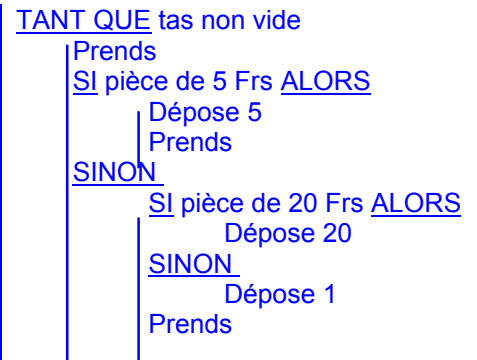 TANT QUE tas non vide
Prends
SI pièce de 5 Frs ALORS
Dépose 5
Prends
SINON
SI pièce de 20 Frs ALORS
Dépose 20
SINON
Dépose 1
Prends